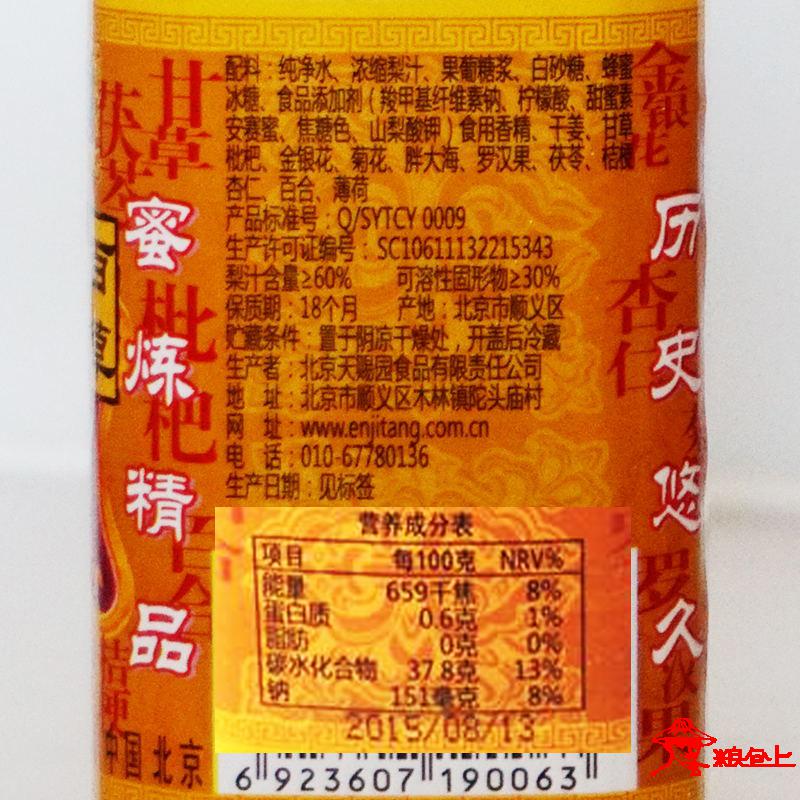 配料：纯净水、浓缩梨汁、果葡糖浆、白砂糖、蜂蜜
冰糖、食品添加剂（羧甲基纤维素钠、柠檬酸、甜蜜素
安赛蜜、焦糖色、山梨酸钾）食用香精、干姜、甘草
枇杷、金银花、菊花、胖大海、罗汉果、茯苓、桔梗
杏仁、百合、薄荷
产品标准号：Q/SYTCY 0009
生产许可证编号：SC10611132215343
梨汁含量≥60% 可溶性固形物≥30%
保质期：18个月 产地：北京市顺义区
贮藏条件：置于阴凉干燥处，开盖后冷藏
生产者：北京天赐园食品有限责任公司
地 址：北京市顺义区木林镇陀头庙村
网 址：www.enjitang.com.cn
电 话：010-67780136
生产日期：见标签
营养成分表
项目 每100克 NRV%
能量 659千焦 8%
蛋白质 0.6克 1%
脂肪 0克 0%
碳水化合物 37.8克 13%
钠 151毫克 8%
2015/08/13
6 923607 190063
蜜炼精品
历史悠久
甘草
茯苓
枇杷
百合
桔梗
金银花
杏仁
罗汉果
中国北京
粮仓上